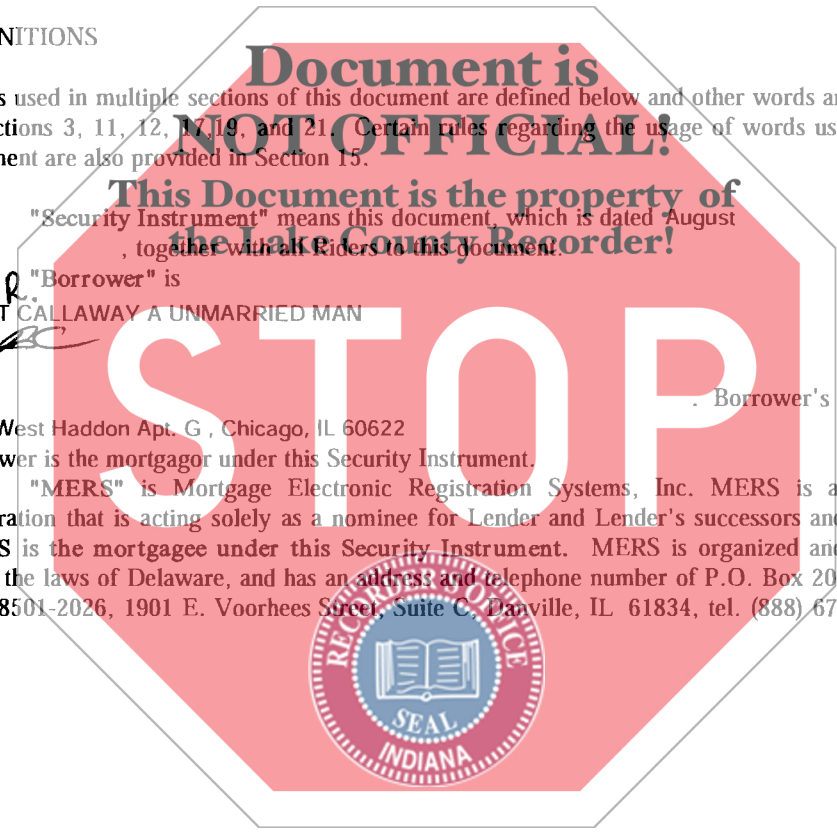 NITIONS
Document is
s used in multiple sections of this document are defined below and other words ar
NOT OFFICIAL!
ctions 3, 11, 12, 17,19, and 21. Certain rules regarding the usage of words us
ment are also provided in Section 15.
This Document is the property of
"Security Instrument" means this document, which is dated August
the Lake County Recorder!
, together with all Riders to this document.
R. "Borrower" is
T CALLAWAY A UNMARRIED MAN
BC
STOP
. Borrower's
West Haddon Apt. G , Chicago, IL 60622
wer is the mortgagor under this Security Instrument.
"MERS" is Mortgage Electronic Registration Systems, Inc. MERS is a
ration that is acting solely as a nominee for Lender and Lender's successors and
S is the mortgagee under this Security Instrument. MERS is organized and
the laws of Delaware, and has an address and telephone number of P.O. Box 20
8501-2026, 1901 E. Voorhees Street, Suite C, Danville, IL 61834, tel. (888) 67
RECORDER'S OFFICE
SEAL
INDIANA